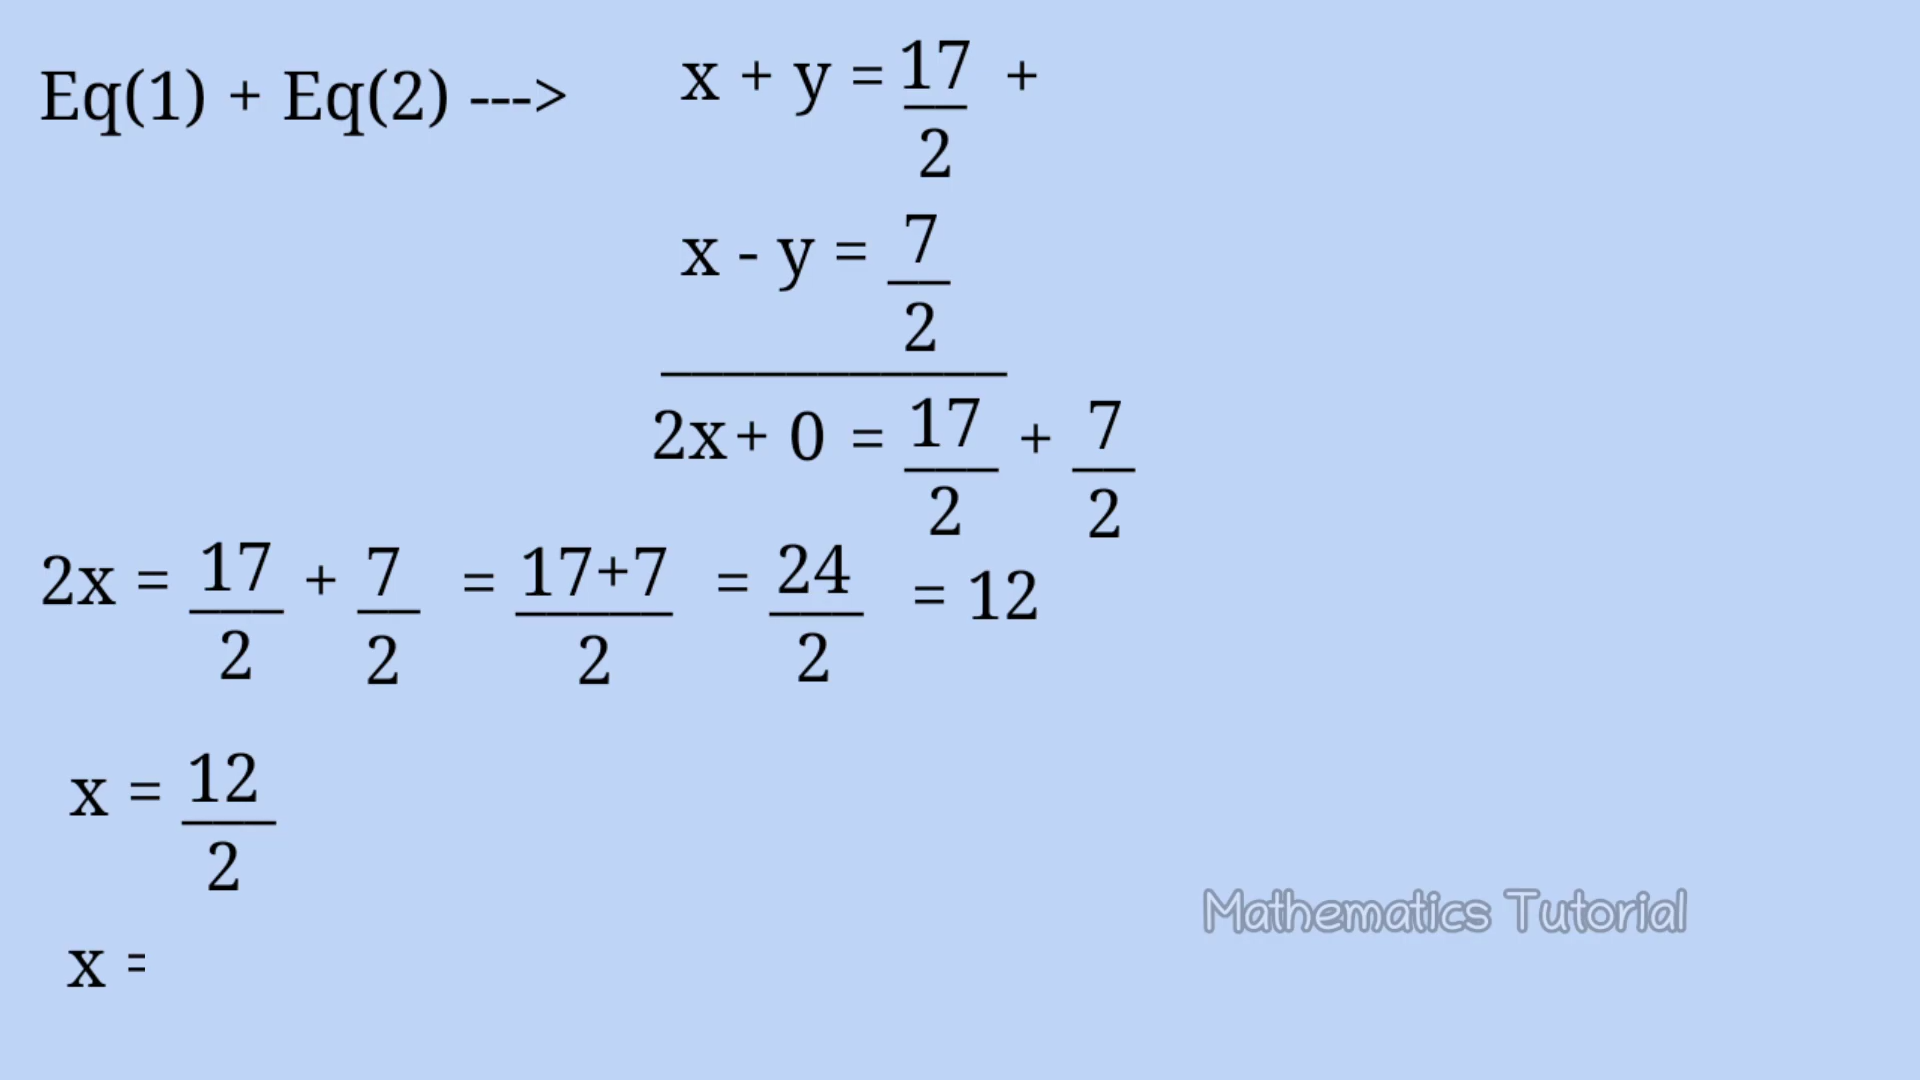 Eq(1) + Eq(2) --->
x + y = 17/2 +
x - y = 7/2
2x + 0 = 17/2 + 7/2
2x = 17/2 + 7/2 = 17+7/2 = 24/2 = 12
x = 12/2
x =
Mathematics Tutorial